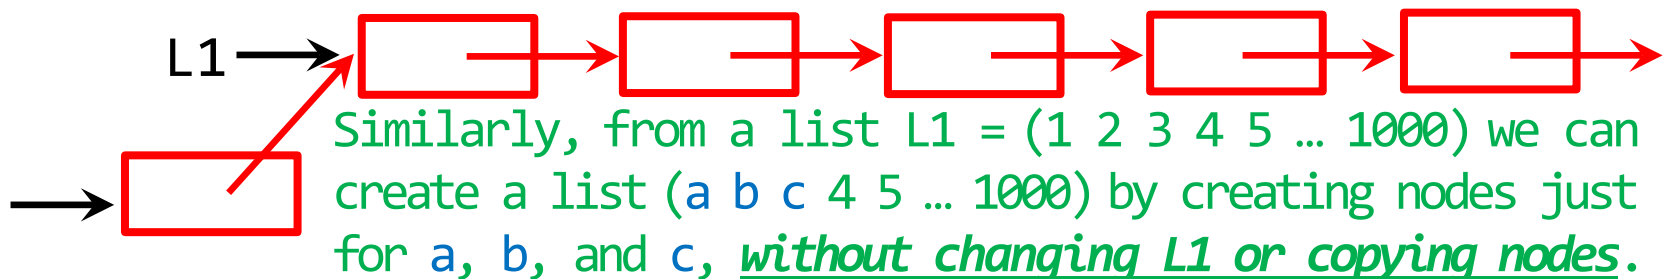 L1
Similarly, from a list L1 = (1 2 3 4 5 … 1000) we can
create a list (a b c 4 5 … 1000) by creating nodes just
for a, b, and c, without changing L1 or copying nodes.